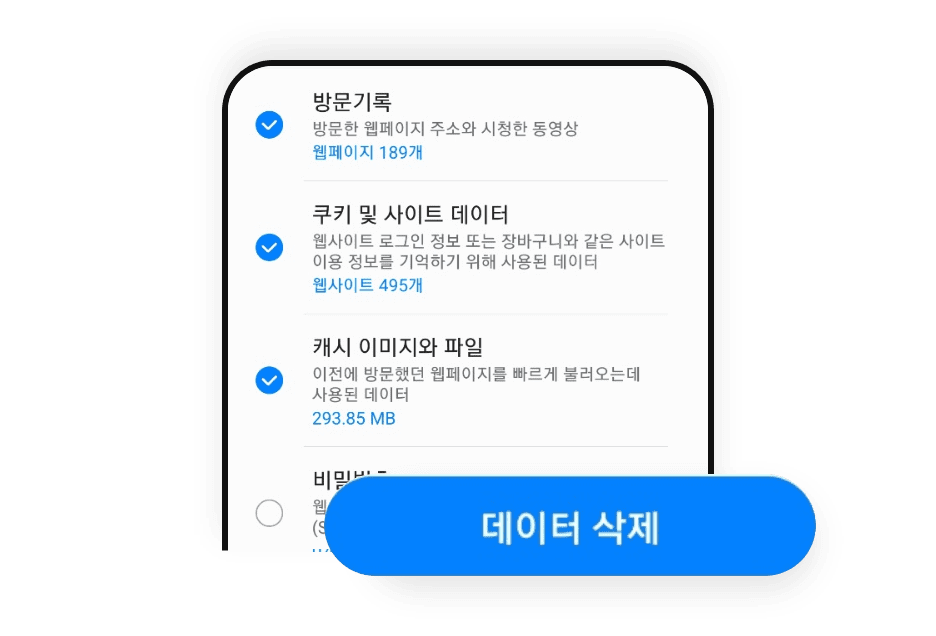 방문기록
방문한 웹페이지 주소와 시청한 동영상
웹페이지 189개
쿠키 및 사이트 데이터
웹사이트 로그인 정보 또는 장바구니와 같은 사이트
이용 정보를 기억하기 위해 사용된 데이터
웹사이트 495개
캐시 이미지와 파일
이전에 방문했던 웹페이지를 빠르게 불러오는데
사용된 데이터
293.85 MB
데이터 삭제